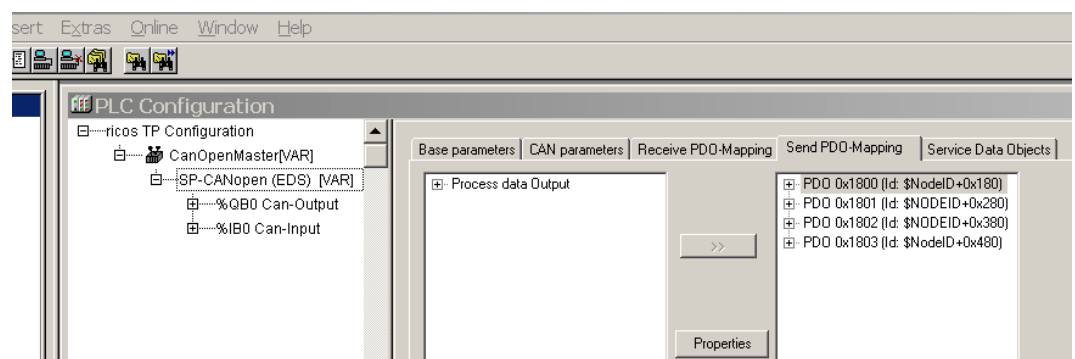 sert Extras Online Window Help
PLC Configuration
ricos TP Configuration
CanOpenMaster[VAR]
SP-CANopen (EDS) [VAR]
%QB0 Can-Output
%IB0 Can-Input
Base parameters CAN parameters Receive PDO-Mapping Send PDO-Mapping Service Data Objects
Process data Output
>>
Properties
PDO 0x1800 (Id: $NodeID+0x180)
PDO 0x1801 (Id: $NODEID+0x280)
PDO 0x1802 (Id: $NODEID+0x380)
PDO 0x1803 (Id: $NodeID+0x480)